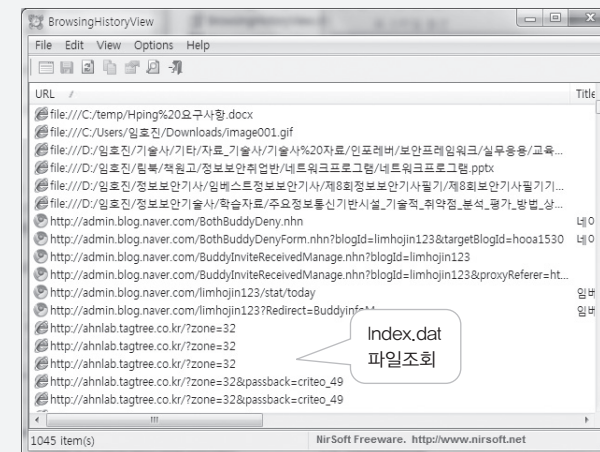 BrowsingHistoryView
File Edit View Options Help
URL / Title
file:///C:/temp/Hping%20요구사항.docx
file:///C:/Users/임호진/Downloads/image001.gif
file:///D:/임호진/기술사/기타/자료_기술사/기술사%20자료/인포레버/보안프레임워크/실무응용/교육...
file:///D:/임호진/림북/책원고/정보보안취업반/네트워크프로그램/네트워크프로그램.pptx
file:///D:/임호진/정보보안기사/임베스트정보보안기사/제8회정보보안기사필기/제8회보안기사필기기...
file:///D:/임호진/정보보안기술사/학습자료/주요정보통신기반시설_기술적_취약점_분석_평가_방법_상...
http://admin.blog.naver.com/BothBuddyDeny.nhn 네이
http://admin.blog.naver.com/BothBuddyDenyForm.nhn?blogId=limhojin123&targetBlogId=hooa1530 네이
http://admin.blog.naver.com/BuddyInviteReceivedManage.nhn?blogId=limhojin123
http://admin.blog.naver.com/BuddyInviteReceivedManage.nhn?blogId=limhojin123&proxyReferer=ht...
http://admin.blog.naver.com/limhojin123/stat/today 임버
http://admin.blog.naver.com/limhojin123?Redirect=BuddyinfoM 임버
http://ahnlab.tagtree.co.kr/?zone=32
http://ahnlab.tagtree.co.kr/?zone=32
http://ahnlab.tagtree.co.kr/?zone=32
http://ahnlab.tagtree.co.kr/?zone=32&passback=criteo_49
http://ahnlab.tagtree.co.kr/?zone=32&passback=criteo_49
Index.dat
파일조회
1045 item(s) NirSoft Freeware. http://www.nirsoft.net